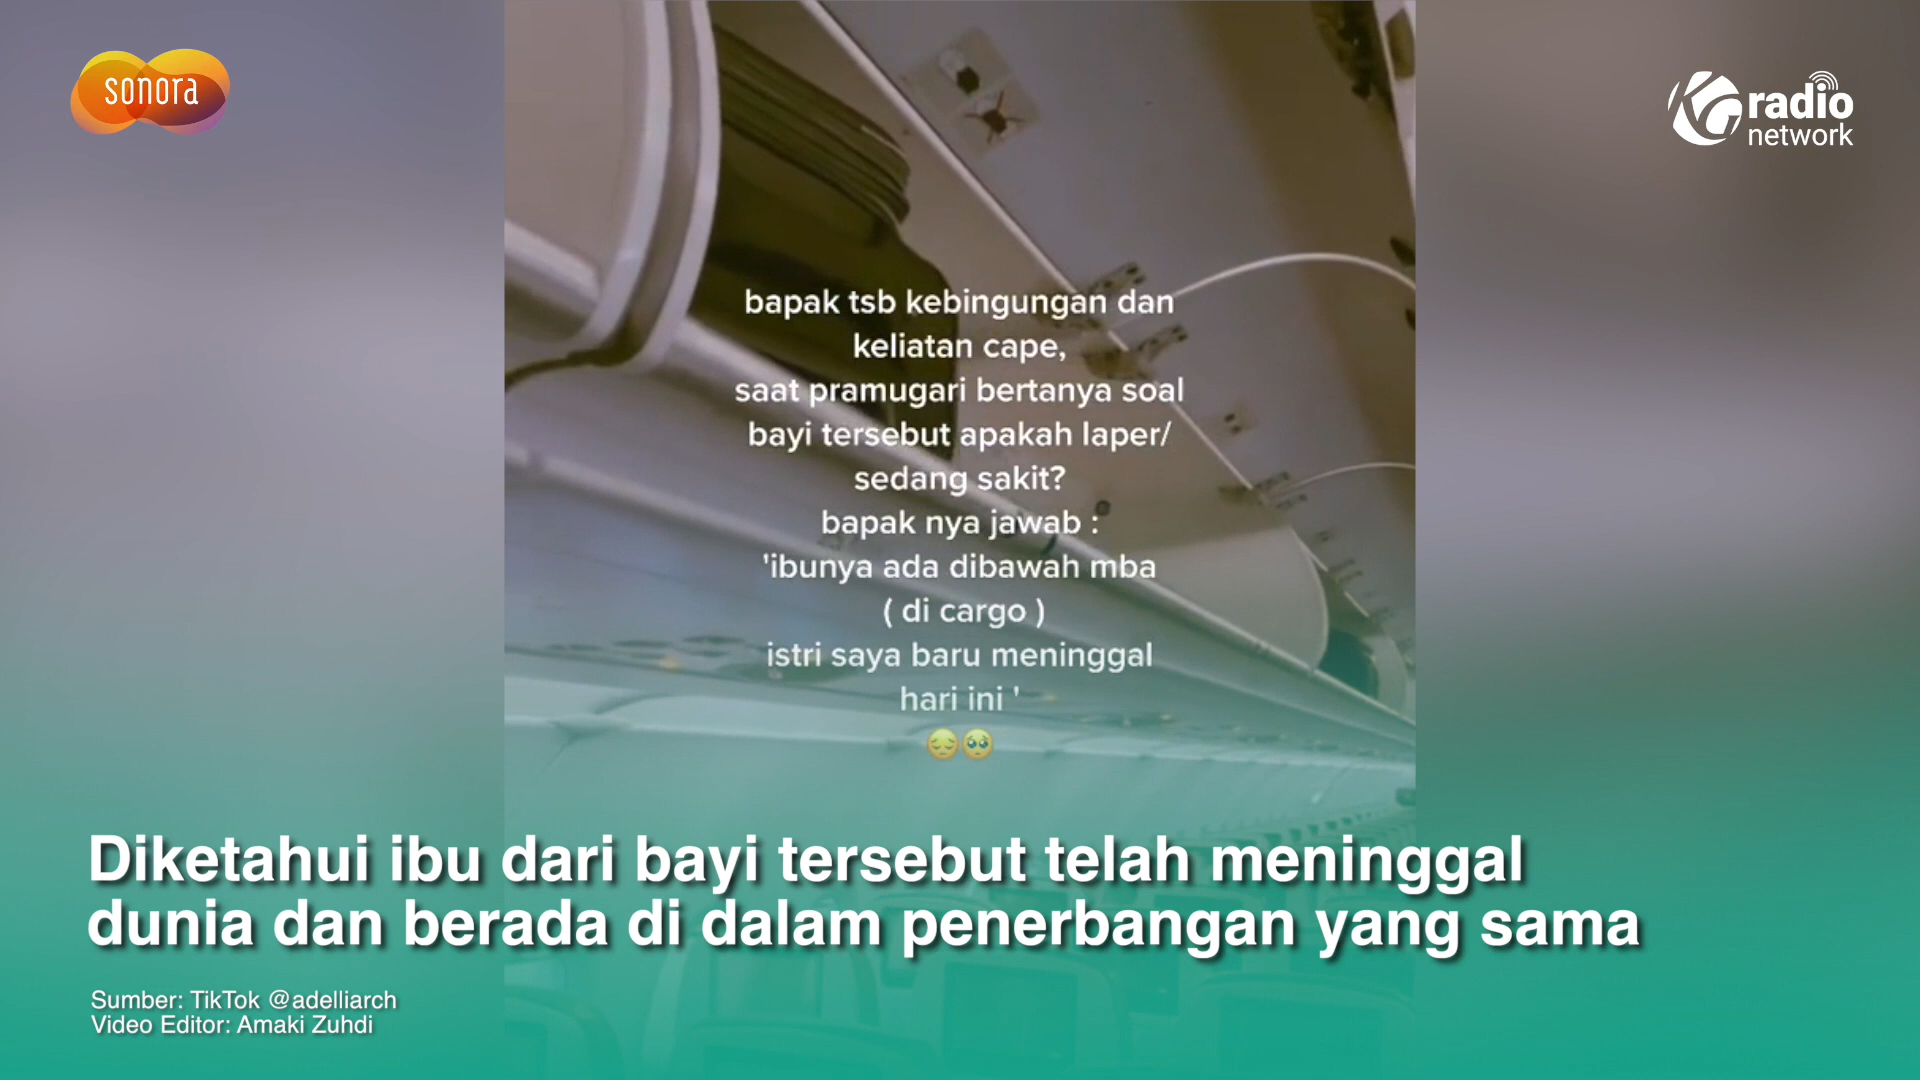 sonora
KG radio
network
bapak tsb kebingungan dan
keliatan cape,
saat pramugari bertanya soal
bayi tersebut apakah laper/
sedang sakit?
bapak nya jawab :
'ibunya ada dibawah mba
( di cargo )
istri saya baru meninggal
hari ini '
😔🥺
Diketahui ibu dari bayi tersebut telah meninggal
dunia dan berada di dalam penerbangan yang sama
Sumber: TikTok @adelliarch
Video Editor: Amaki Zuhdi